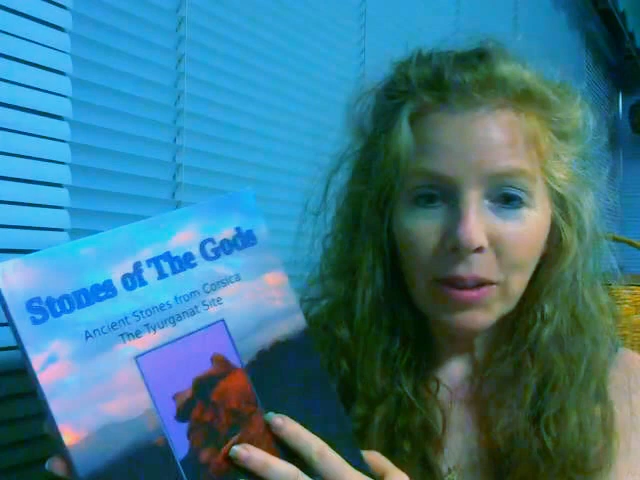 Stones of The Gods
Ancient Stones from Corsica
The Tyurganat Site